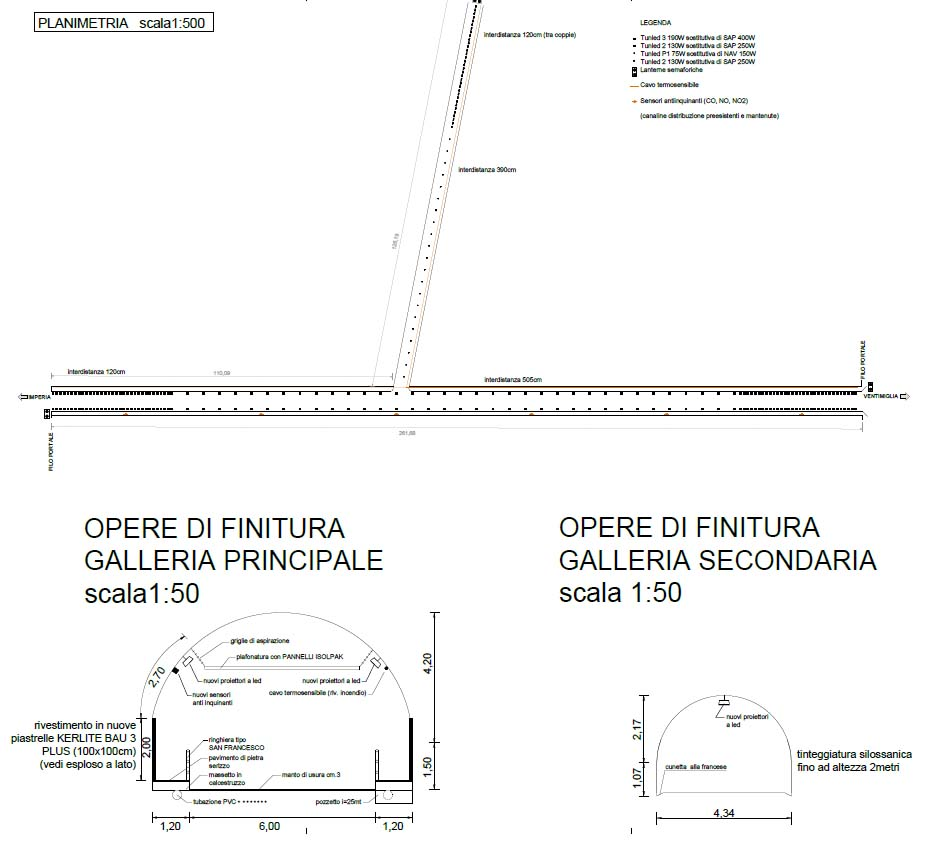 PLANIMETRIA scala1:500
interdistanza 120cm (tra coppie)
LEGENDA
Tunled 3 190W sostitutiva di SAP 400W
Tunled 2 130W sostitutiva di SAP 250W
Tunled P1 75W sostitutiva di NAV 150W
Tunled 2 130W sostitutiva di SAP 250W
Lanterne semaforiche
Cavo termosensibile
Sensori antiinquinanti (CO, NO, NO2)
(canaline distribuzione preesistenti e mantenute)
interdistanza 390cm
interdistanza 120cm
110,09
interdistanza 505cm
FILO PORTALE
IMPERIA
VENTIMIGLIA
FILO PORTALE
OPERE DI FINITURA
GALLERIA PRINCIPALE
scala1:50
OPERE DI FINITURA
GALLERIA SECONDARIA
scala 1:50
griglie di aspirazione
plafonatura con PANNELLI ISOLPAK
2,70
nuovi proiettori a led
nuovi proiettori a led
nuovi sensori
anti inquinanti
cavo termosensibile (riv. incendio)
4,20
rivestimento in nuove
piastrelle KERLITE BAU 3
PLUS (100x100cm)
(vedi esploso a lato)
2,00
ringhiera tipo
SAN FRANCESCO
pavimento di pietra
serizzo
massetto in
calcestruzzo
manto di usura cm.3
1,50
tubazione PVC
pozzetto i=25mt
1,20
6,00
1,20
2,17
nuovi proiettori
a led
1,07
cunetta alla francese
tinteggiatura silossanica
fino ad altezza 2metri
4,34